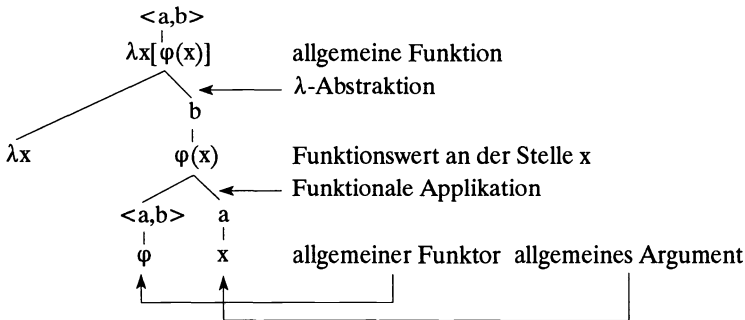 <a,b>
λx[φ(x)] allgemeine Funktion
λ-Abstraktion
b
λx φ(x) Funktionswert an der Stelle x
Funktionale Applikation
<a,b> a
φ x allgemeiner Funktor allgemeines Argument